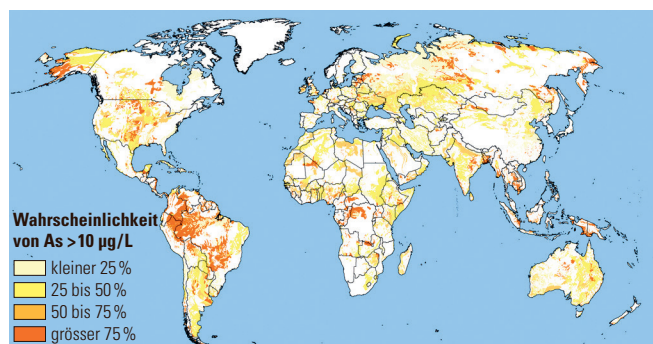 Wahrscheinlichkeit
von As >10 µg/L
kleiner 25 %
25 bis 50 %
50 bis 75 %
grösser 75 %